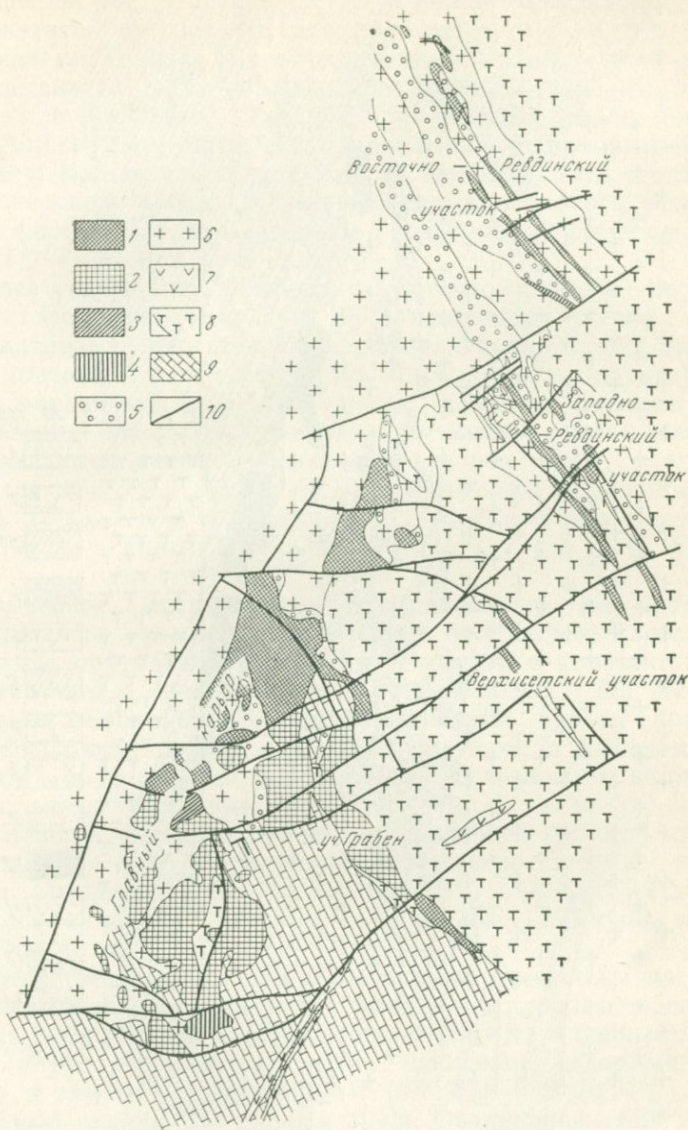 Восточно — Ревдинский
участок
1 6
2 7
3 8
4 9
5 10
Западно —
Ревдинский
участок
Карьер
Верхисетский участок
Главный
уч. Грабен